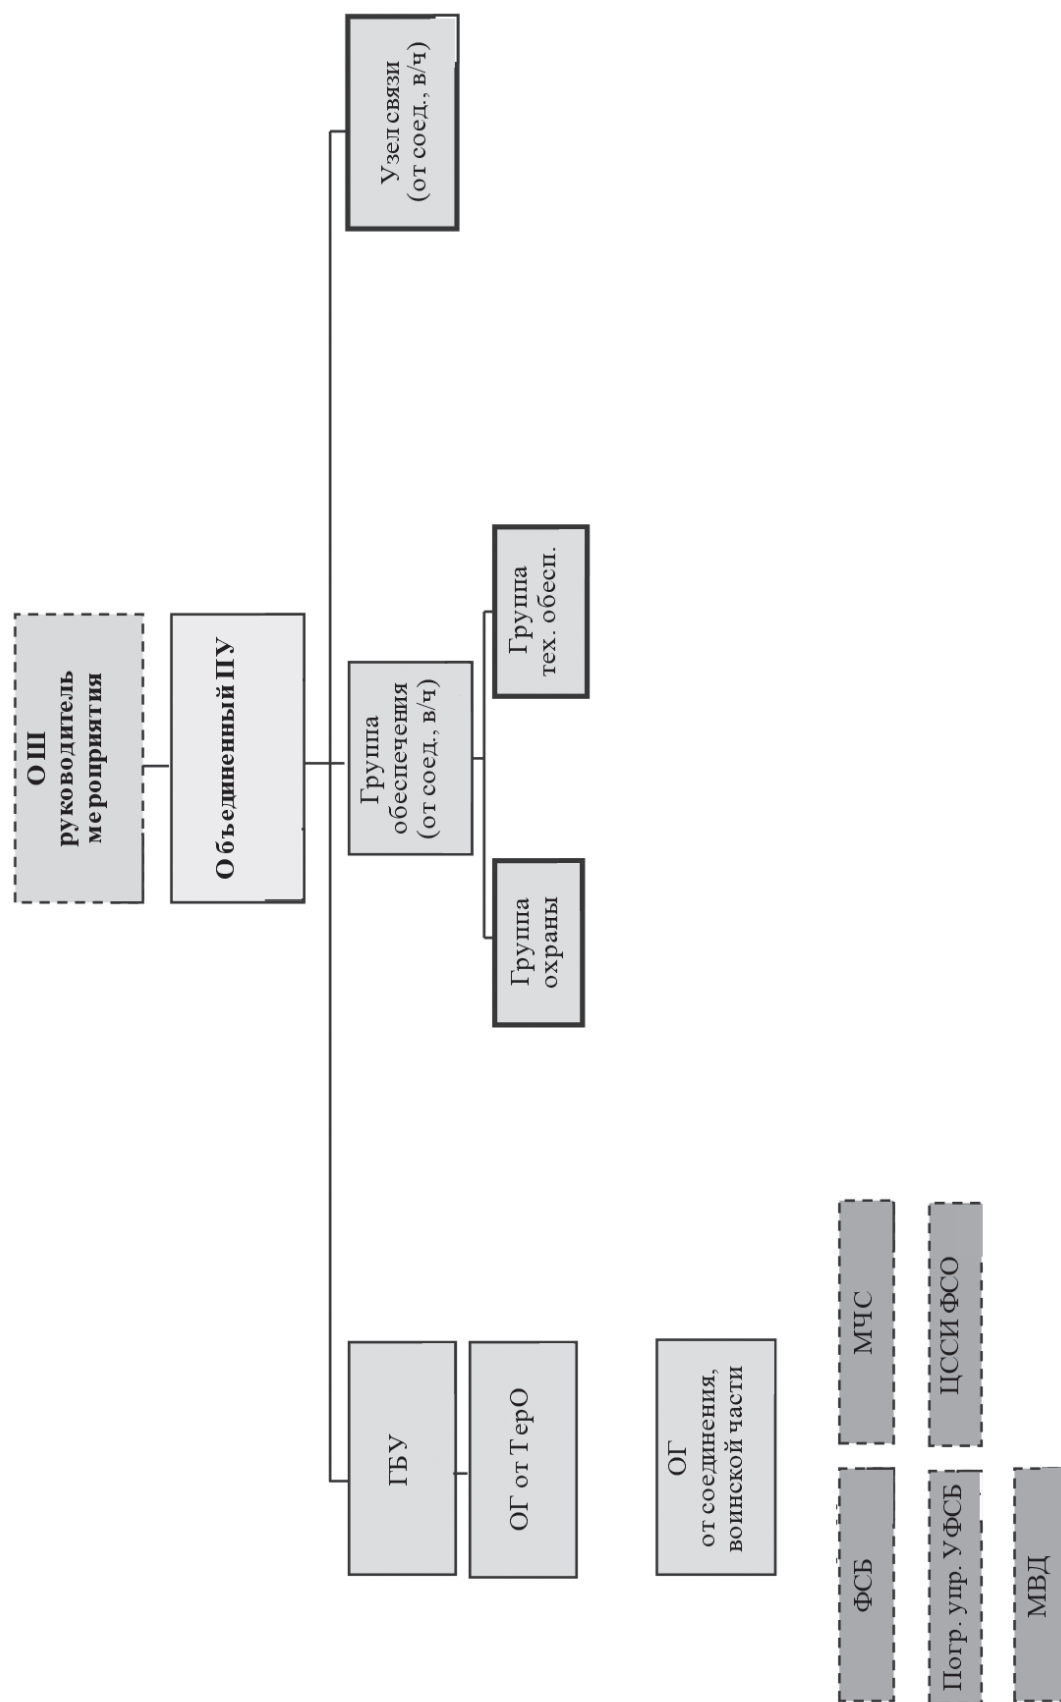 ОШ
руководитель
мероприятия
Объединенный ПУ
ГБУ
Группа
обеспечения
(от соед., в/ч)
Узел связи
(от соед., в/ч)
ОГ от ТерО
Группа
охраны
Группа
тех. обесп.
ОГ
от соединения,
воинской части
ФСБ
МЧС
Погр. упр. УФСБ
ЦССИ ФСО
МВД